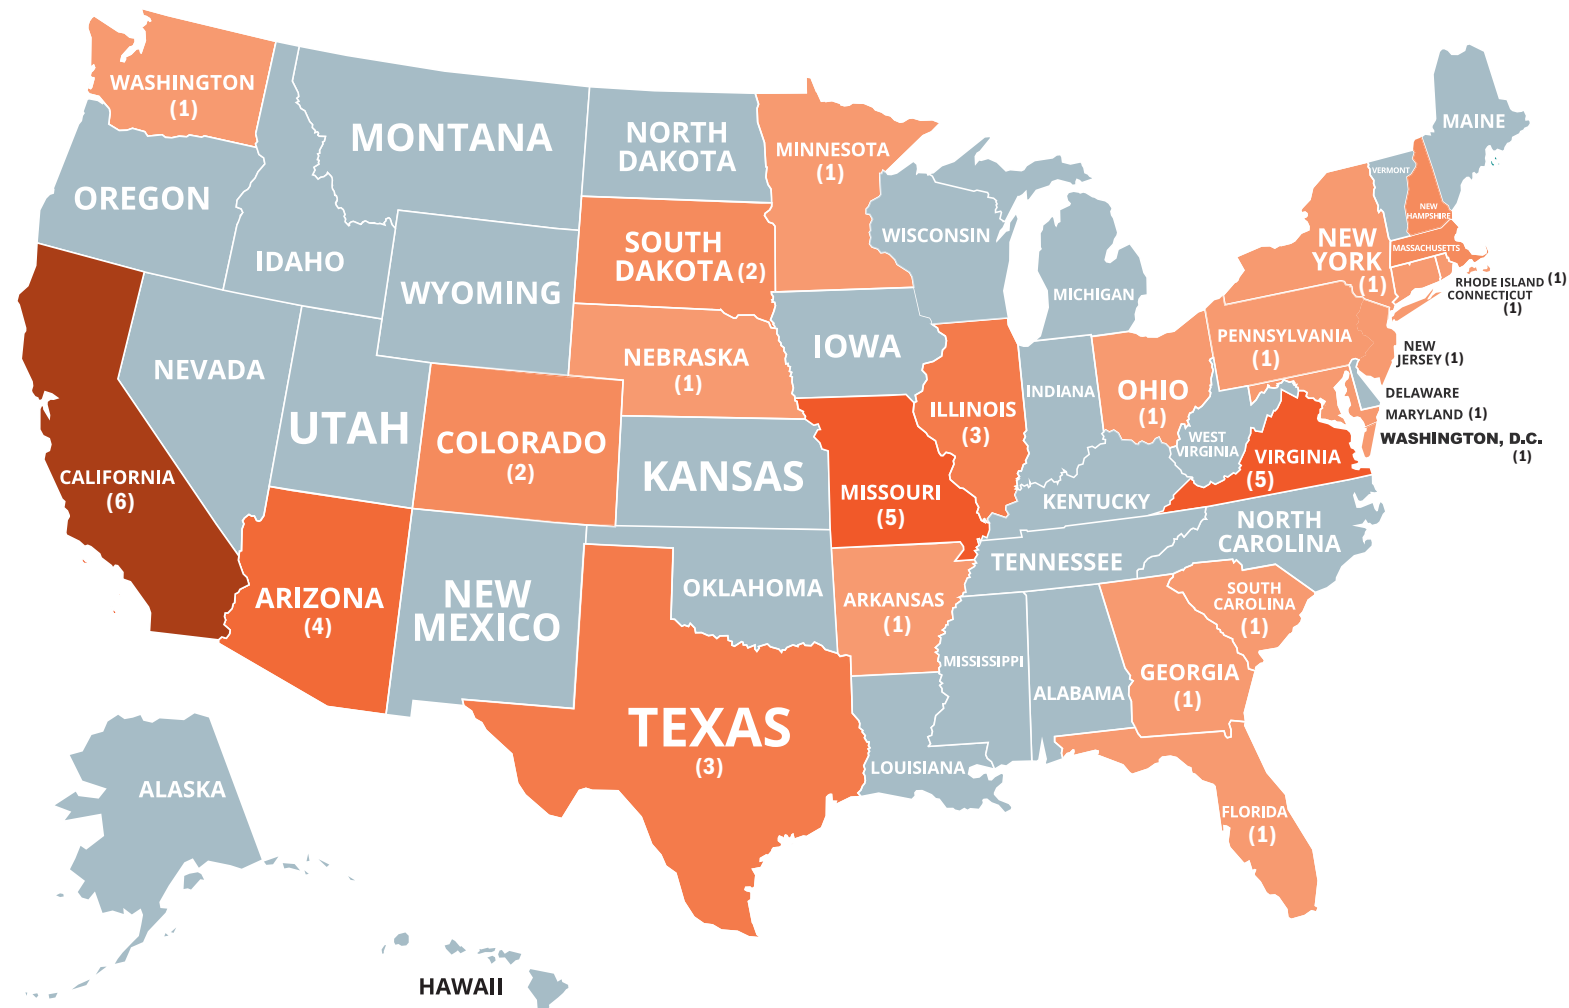 WASHINGTON
(1)
MONTANA
NORTH
DAKOTA
MINNESOTA
(1)
MAINE
VERMONT
NEW
HAMPSHIRE
OREGON
IDAHO
WYOMING
SOUTH
DAKOTA (2)
WISCONSIN
MICHIGAN
NEW
YORK
(1)
MASSACHUSETTS
RHODE ISLAND (1)
CONNECTICUT
(1)
NEVADA
UTAH
COLORADO
(2)
NEBRASKA
(1)
IOWA
ILLINOIS
(3)
INDIANA
OHIO
(1)
PENNSYLVANIA
(1)
NEW
JERSEY (1)
DELAWARE
MARYLAND (1)
WASHINGTON, D.C.
(1)
CALIFORNIA
(6)
KANSAS
MISSOURI
(5)
KENTUCKY
WEST
VIRGINIA
VIRGINIA
(5)
ARIZONA
(4)
NEW
MEXICO
OKLAHOMA
ARKANSAS
(1)
TENNESSEE
NORTH
CAROLINA
SOUTH
CAROLINA
(1)
TEXAS
(3)
LOUISIANA
MISSISSIPPI
ALABAMA
GEORGIA
(1)
FLORIDA
(1)
ALASKA
HAWAII